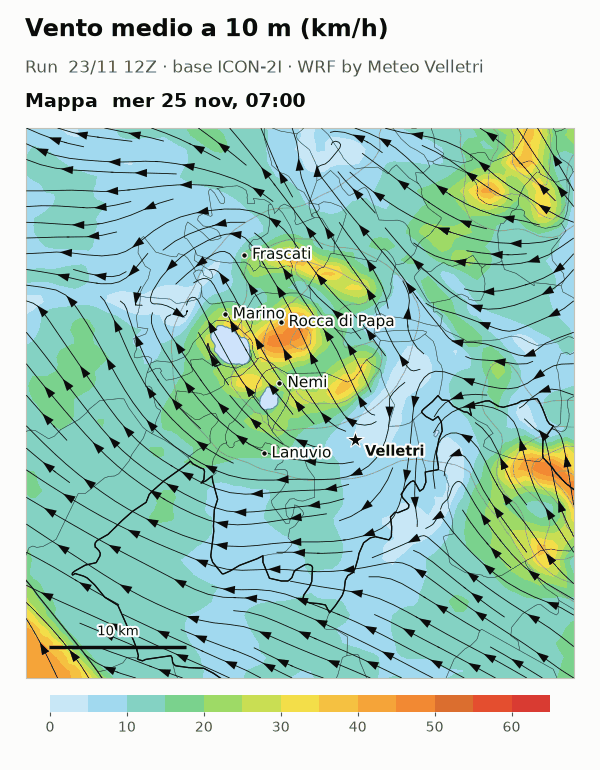 Vento medio a 10 m (km/h)
Run 23/11 12Z · base ICON-2I · WRF by Meteo Velletri
Mappa mer 25 nov, 07:00
Frascati
Marino
Rocca di Papa
Nemi
Velletri
Lanuvio
10 km
0 10 20 30 40 50 60